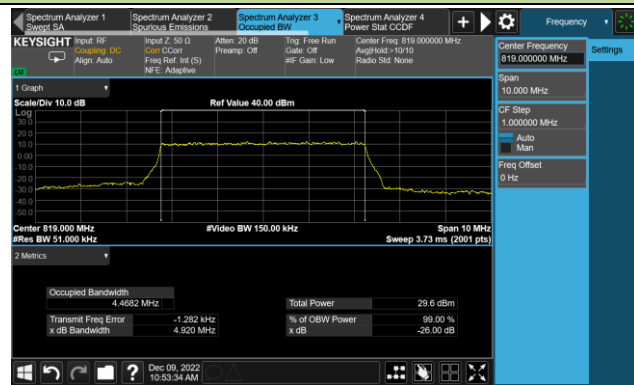 Spectrum Analyzer 1
Swept SA
Spectrum Analyzer 2
Spurious Emissions
Spectrum Analyzer 3
Occupied BW
Spectrum Analyzer 4
Power Stat CCDF
Frequency
KEYSIGHT
Input: RF
Coupling: DC
Align: Auto
Input Z: 50 Ω
Corr CCorr
Freq Ref: Int (S)
NFE: Adaptive
Atten: 20 dB
Preamp: Off
Trig: Free Run
Gate: Off
#IF Gain: Low
Center Freq: 819.000000 MHz
Avg|Hold:>10/10
Radio Std: None
Center Frequency
819.000000 MHz
Settings
Span
10.000 MHz
CF Step
1.000000 MHz
Auto
Man
Freq Offset
0 Hz
1 Graph
Scale/Div 10.0 dB
Ref Value 40.00 dBm
Log
30.0
20.0
10.0
0.00
-10.0
-20.0
-30.0
-40.0
-50.0
Center 819.000 MHz
#Video BW 150.00 kHz
Span 10 MHz
#Res BW 51.000 kHz
Sweep 3.73 ms (2001 pts)
2 Metrics
Occupied Bandwidth
4.4682 MHz
Total Power 29.6 dBm
Transmit Freq Error -1.282 kHz
% of OBW Power 99.00 %
x dB Bandwidth 4.920 MHz
x dB -26.00 dB
Dec 09, 2022
10:53:34 AM